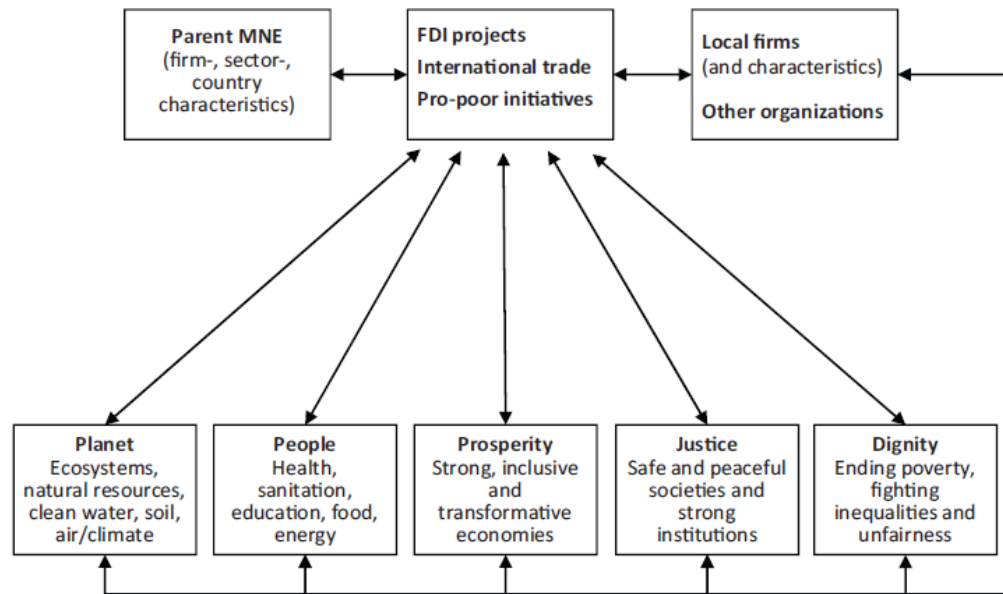 Parent MNE
(firm-, sector-,
country
characteristics)
FDI projects
International trade
Pro-poor initiatives
Local firms
(and characteristics)
Other organizations
Planet
Ecosystems,
natural resources,
clean water, soil,
air/climate
People
Health,
sanitation,
education, food,
energy
Prosperity
Strong, inclusive
and
transformative
economies
Justice
Safe and peaceful
societies and
strong
institutions
Dignity
Ending poverty,
fighting
inequalities and
unfairness